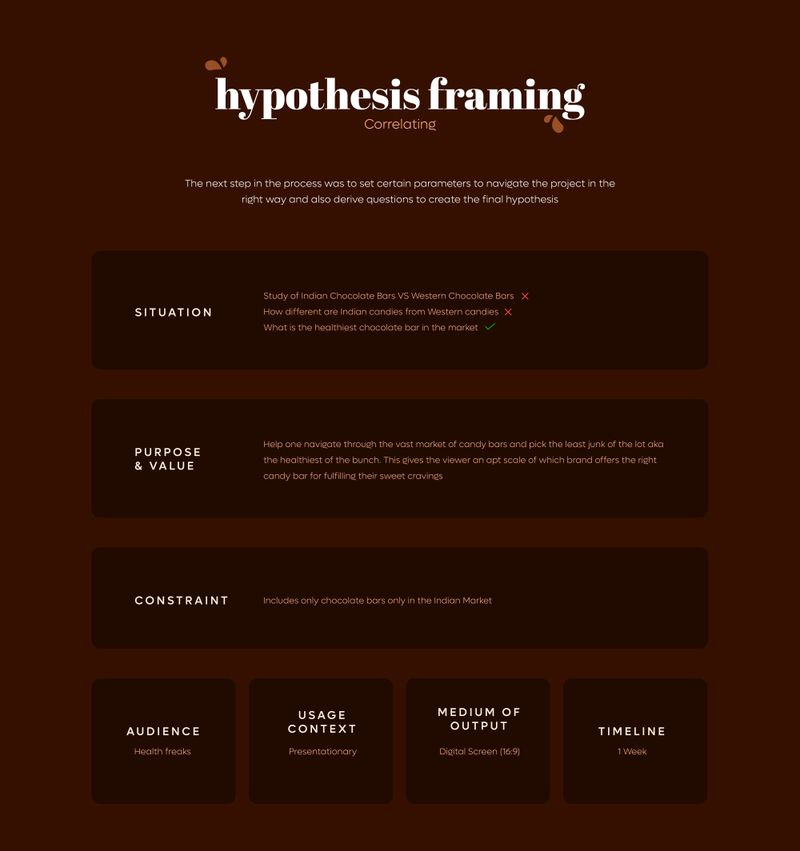 hypothesis framing
Correlating
The next step in the process was to set certain parameters to navigate the project in the
right way and also derive questions to create the final hypothesis
SITUATION
Study of Indian Chocolate Bars VS Western Chocolate Bars
How different are Indian candies from Western candies
What is the healthiest chocolate bar in the market
PURPOSE
& VALUE
Help one navigate through the vast market of candy bars and pick the least junk of the lot aka
the healthiest of the bunch. This gives the viewer an apt scale of which brand offers the right
candy bar for fulfilling their sweet cravings
CONSTRAINT
Includes only chocolate bars only in the Indian Market
AUDIENCE
Health freaks
USAGE
CONTEXT
Presentationary
MEDIUM OF
OUTPUT
Digital Screen (16:9)
TIMELINE
1 Week